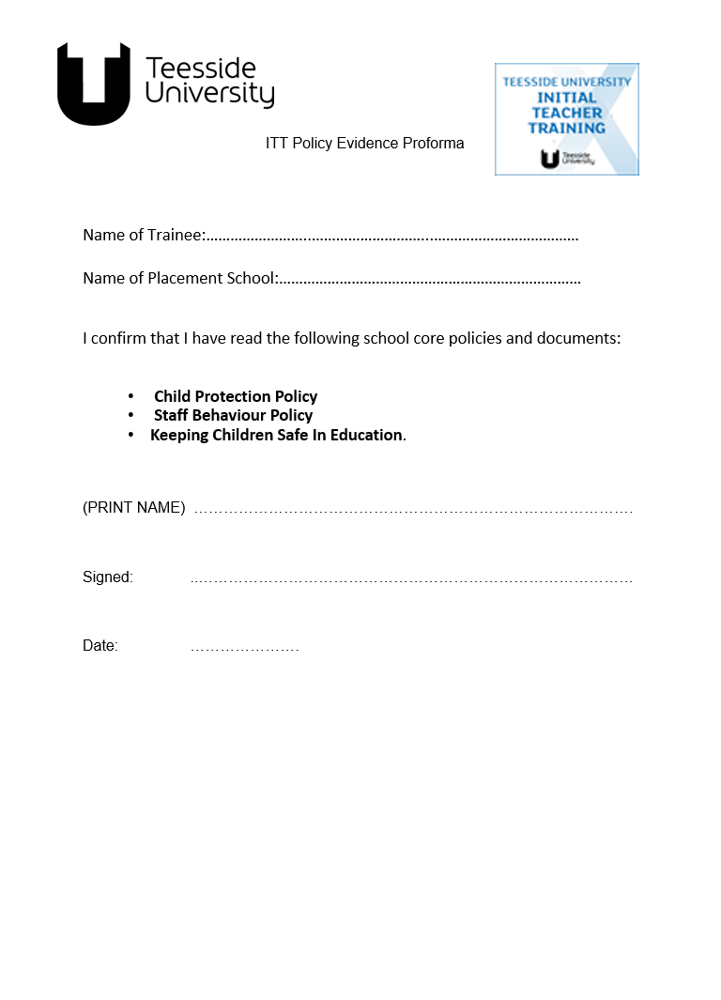 Teesside
University
TEESSIDE UNIVERSITY
INITIAL
TEACHER
TRAINING
Teesside
University
ITT Policy Evidence Proforma
Name of Trainee:……………………..………………………...………………………………
Name of Placement School:……………………………………………………………………
I confirm that I have read the following school core policies and documents:
• Child Protection Policy
• Staff Behaviour Policy
• Keeping Children Safe In Education.
(PRINT NAME) …………………………………………………………………………….
Signed: ..……………………………………………………………………………
Date: ………………….